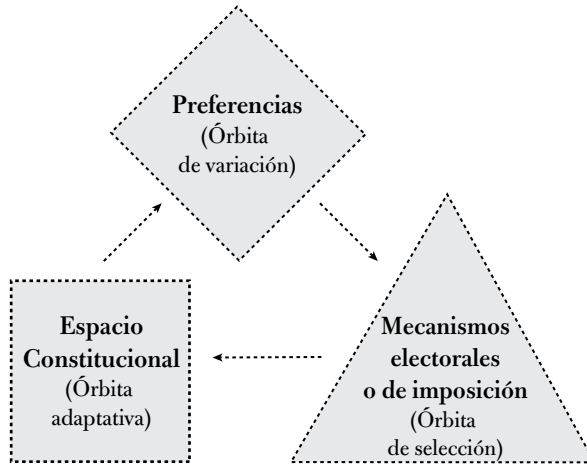 Preferencias
(Órbita
de variación)
Espacio
Constitucional
(Órbita
adaptativa)
Mecanismos
electorales
o de imposición
(Órbita
de selección)